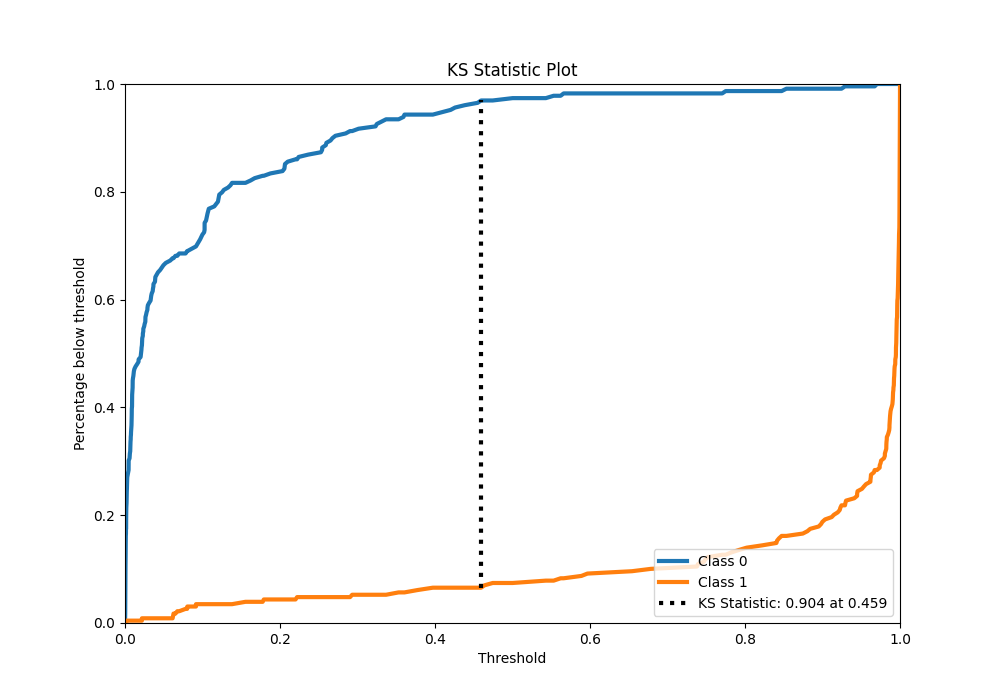 KS Statistic Plot
Percentage below threshold
1.0
0.8
0.6
0.4
0.2
0.0
0.0 0.2 0.4 0.6 0.8 1.0
Threshold
Class 0
Class 1
KS Statistic: 0.904 at 0.459